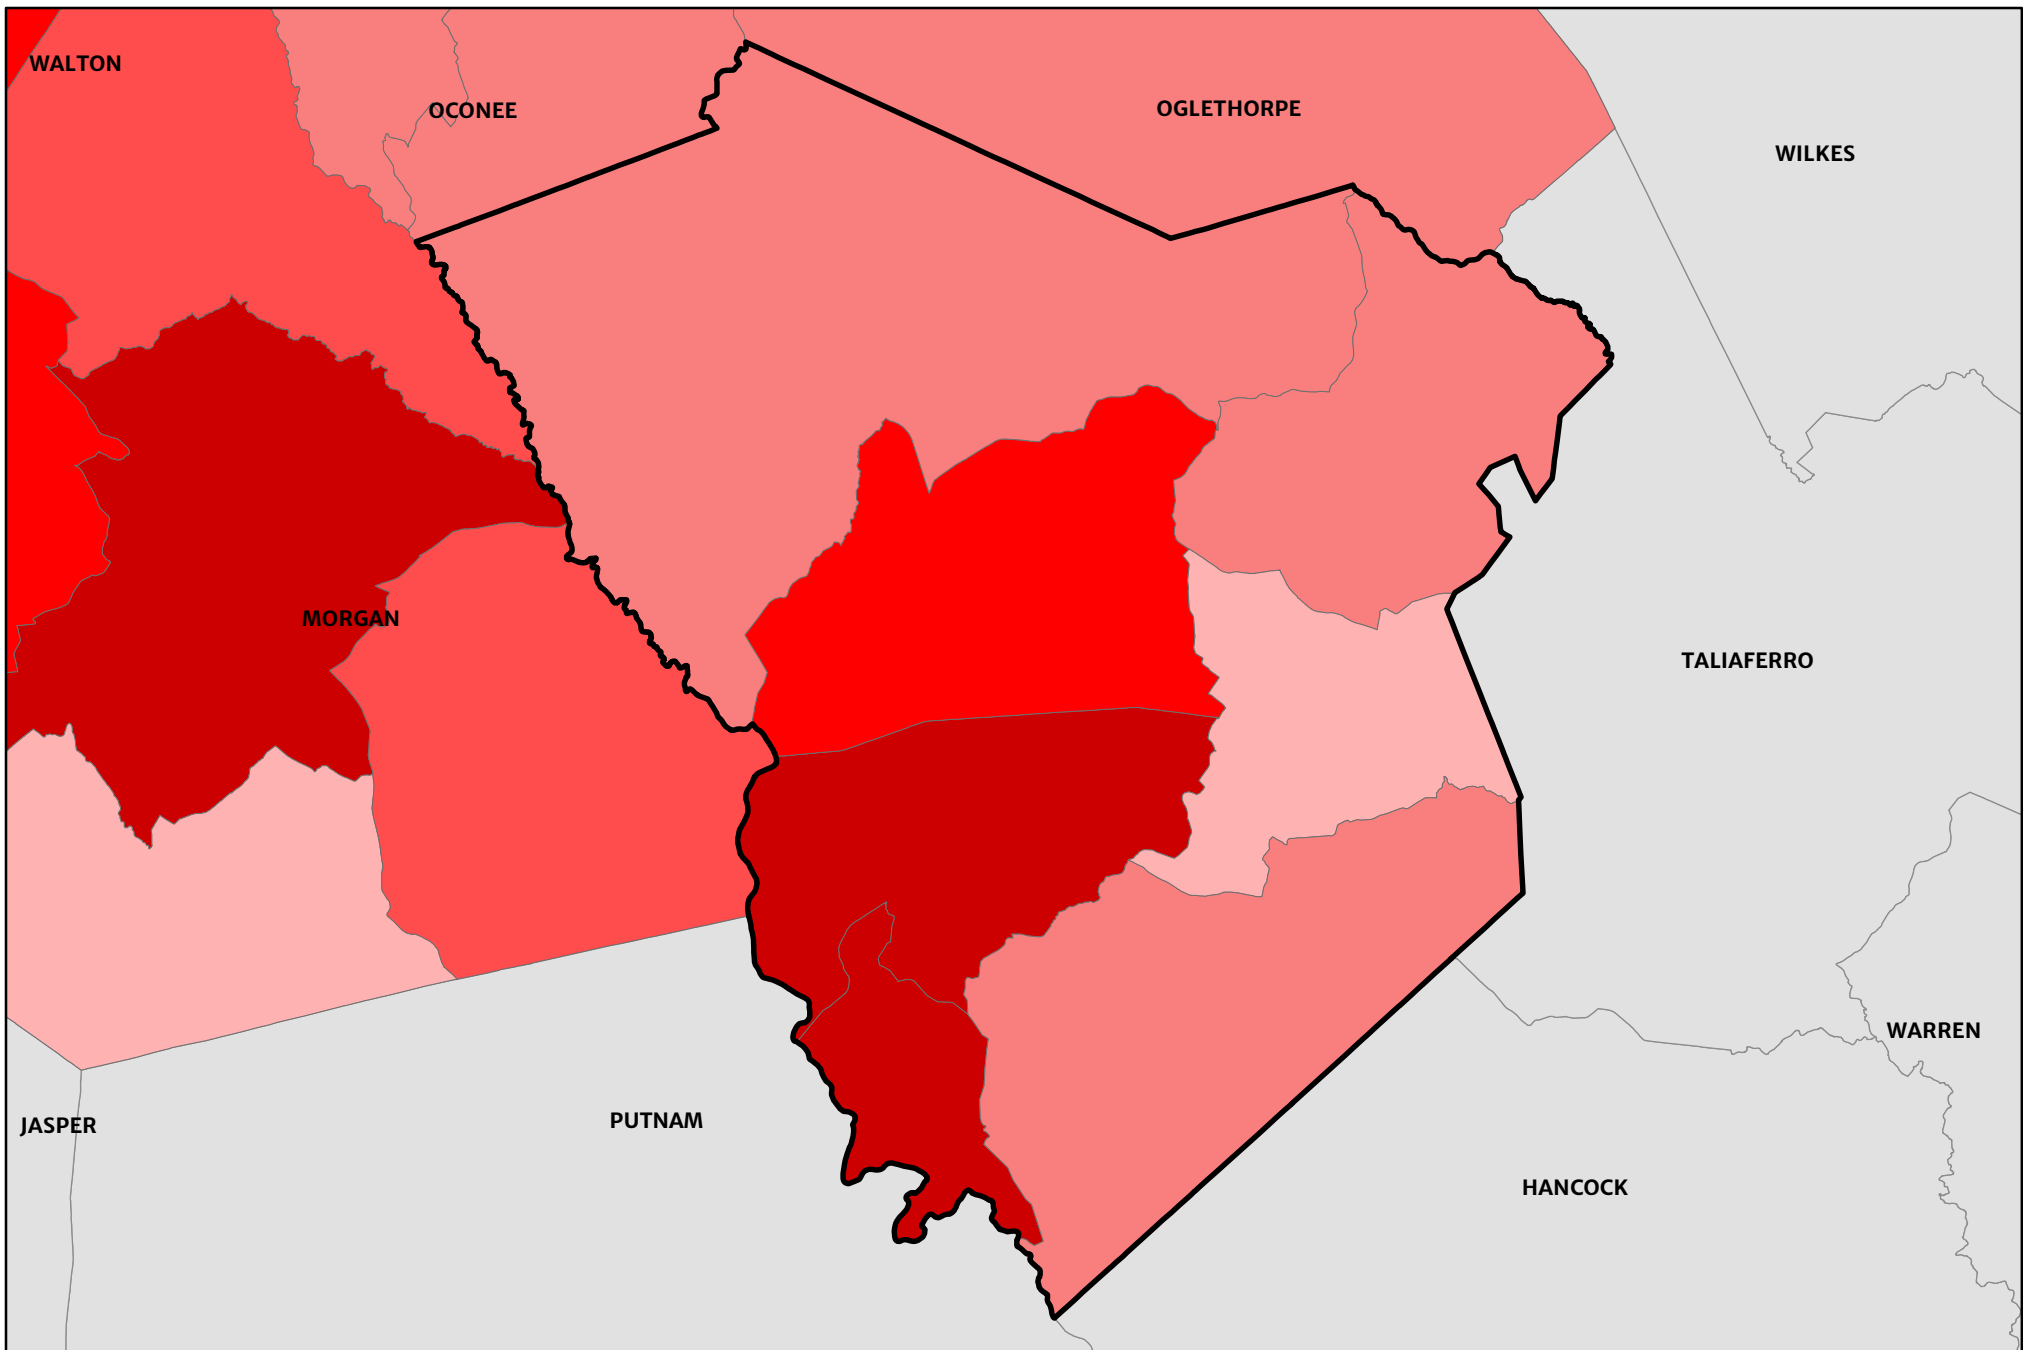 WALTON
OCONEE
OGLETHORPE
WILKES
MORGAN
TALIAFERRO
WARREN
JASPER
PUTNAM
HANCOCK